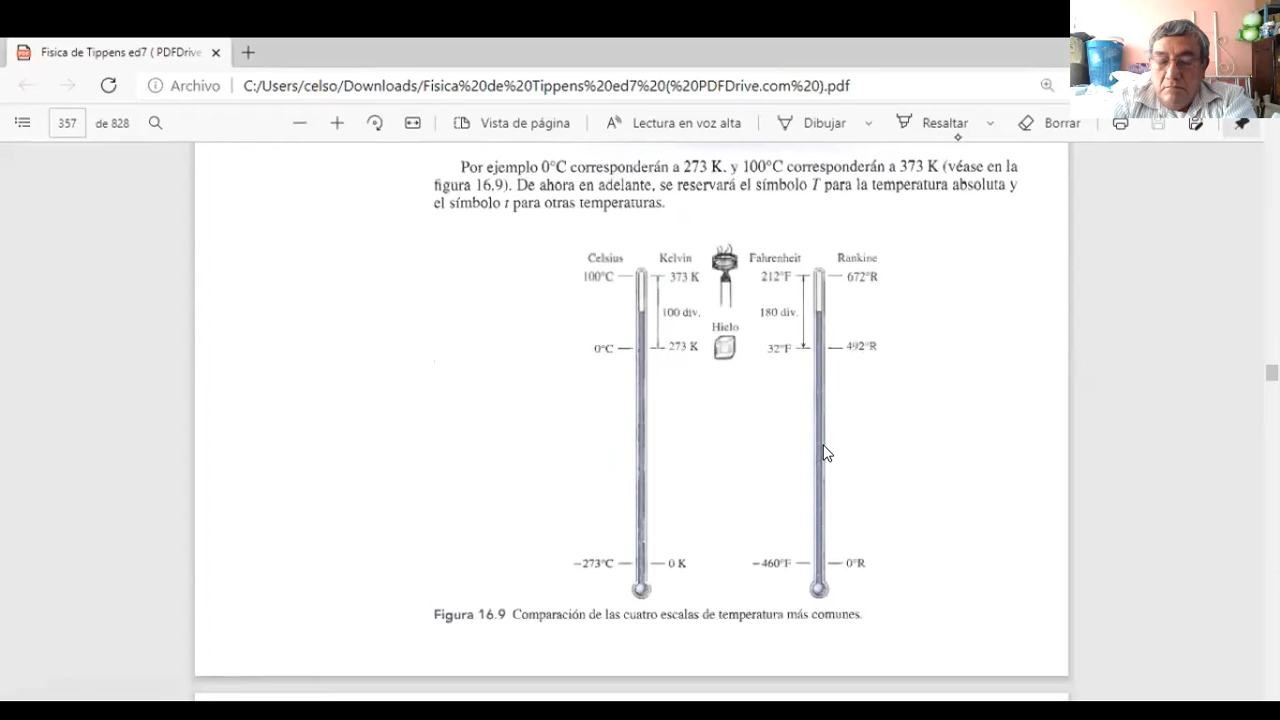 Fisica de Tippens ed7 ( PDFDrive
Archivo C:/Users/celso/Downloads/Fisica%20de%20Tippens%20ed7%20(%20PDFDrive.com%20).pdf
357 de 828 Vista de página Lectura en voz alta Dibujar Resaltar Borrar
Por ejemplo 0°C corresponderán a 273 K. y 100°C corresponderán a 373 K (véase en la
figura 16.9). De ahora en adelante, se reservará el símbolo T para la temperatura absoluta y
el símbolo t para otras temperaturas.
Celsius Kelvin Fahrenheit Rankine
100°C 373 K 212°F 672°R
100 div. 180 div.
Hielo
0°C 273 K 32°F 492°R
-273°C 0 K -460°F 0°R
Figura 16.9 Comparación de las cuatro escalas de temperatura más comunes.